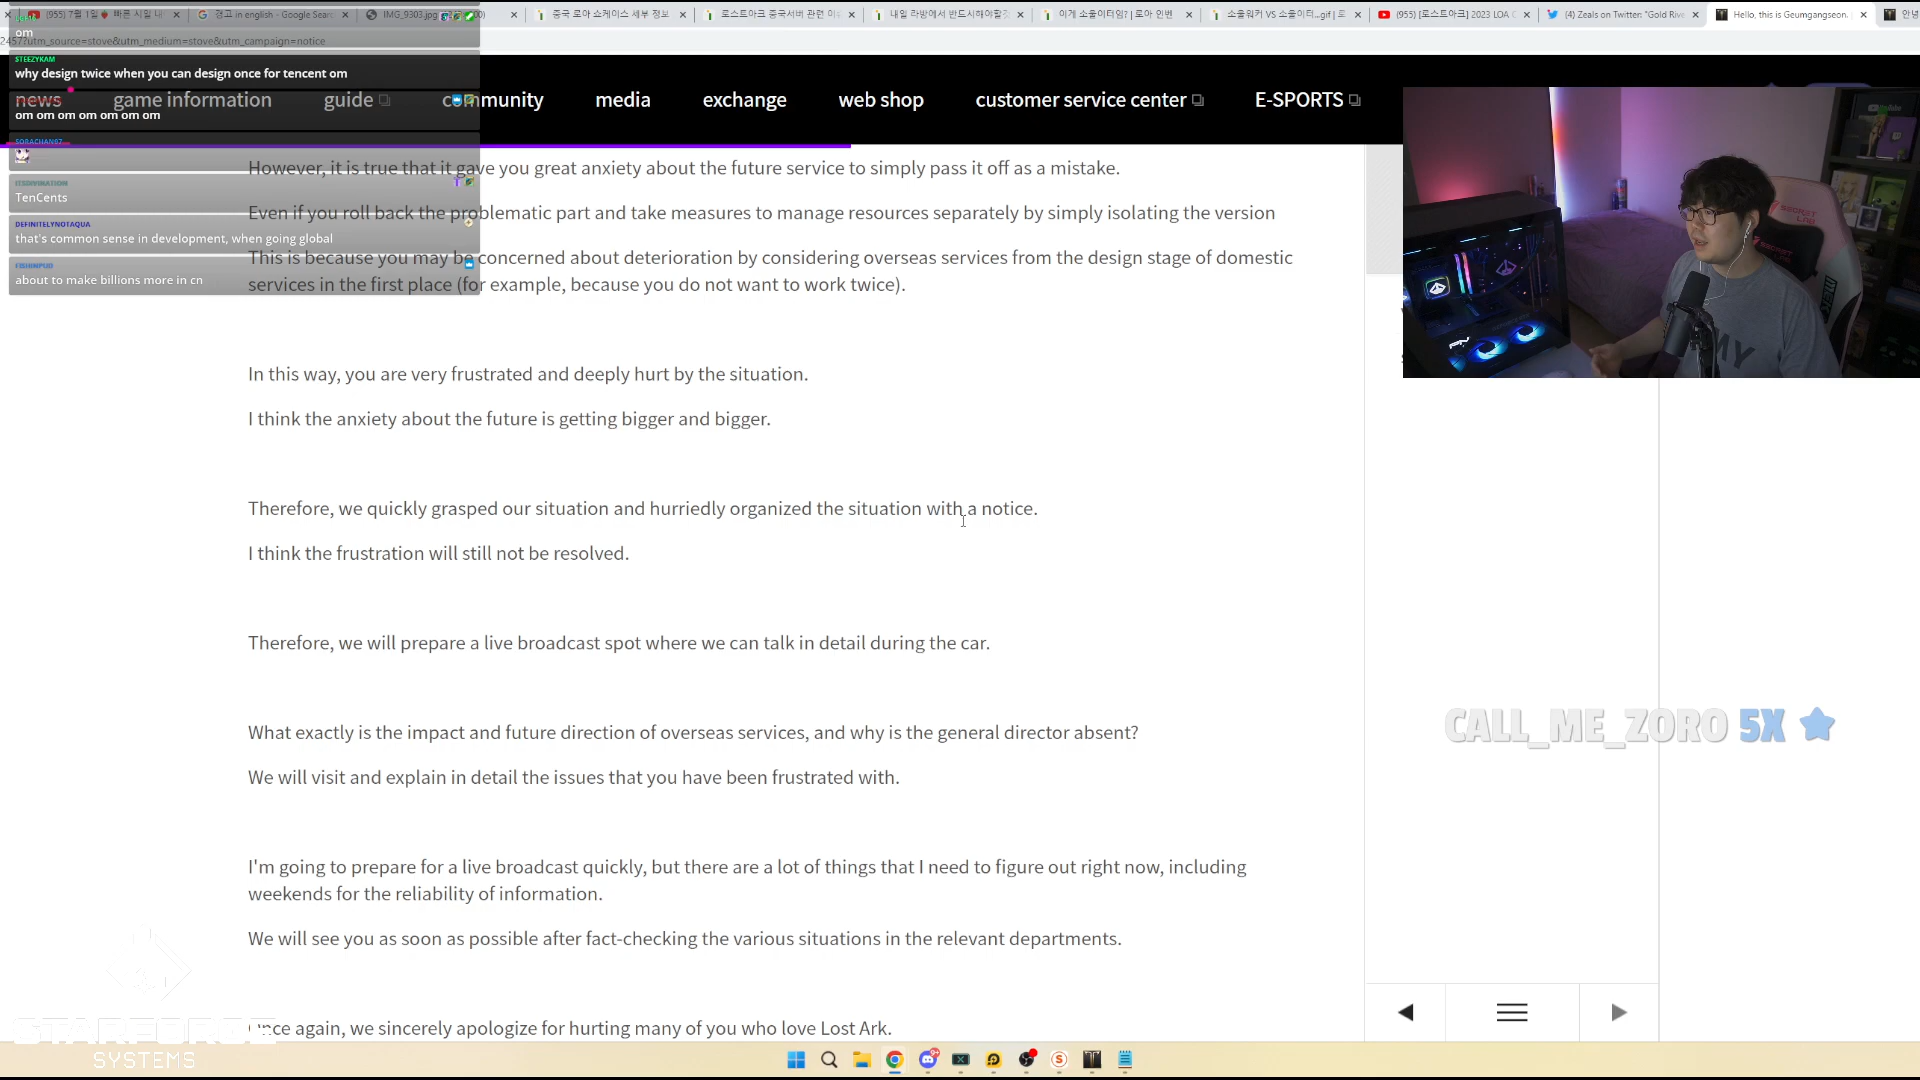 (955) 7월 1일
경고 in english - Google Sear
IMG_9303.jpg
중국 로아 쇼케이스 세부 정보
로스트아크 중국서버 관련 이
내일 라방에서 반드시해야할것
이게 소울이터임? | 로아 인벤
소울워커 VS 소울이터...gif | 로
(955) [로스트아크] 2023 LOA
(4) Zeals on Twitter: "Gold Rive
Hello, this is Geumgangseon. |
2457?utm_source=stove&utm_medium=stove&utm_campaign=notice
om
STEEZYKAM
why design twice when you can design once for tencent om
om om om om om om om
SORACHAN87
TenCents
DEFINITELYNOTAQUA
that's common sense in development, when going global
about to make billions more in cn
news
game information
guide
community
media
exchange
web shop
customer service center
E-SPORTS
However, it is true that it gave you great anxiety about the future service to simply pass it off as a mistake.
Even if you roll back the problematic part and take measures to manage resources separately by simply isolating the version
This is because you may be concerned about deterioration by considering overseas services from the design stage of domestic
services in the first place (for example, because you do not want to work twice).
In this way, you are very frustrated and deeply hurt by the situation.
I think the anxiety about the future is getting bigger and bigger.
Therefore, we quickly grasped our situation and hurriedly organized the situation with a notice.
I think the frustration will still not be resolved.
Therefore, we will prepare a live broadcast spot where we can talk in detail during the car.
What exactly is the impact and future direction of overseas services, and why is the general director absent?
We will visit and explain in detail the issues that you have been frustrated with.
I'm going to prepare for a live broadcast quickly, but there are a lot of things that I need to figure out right now, including
weekends for the reliability of information.
We will see you as soon as possible after fact-checking the various situations in the relevant departments.
Once again, we sincerely apologize for hurting many of you who love Lost Ark.
CALL_ME_ZORO 5X
STARFORGE
SYSTEMS
SECRET LAB